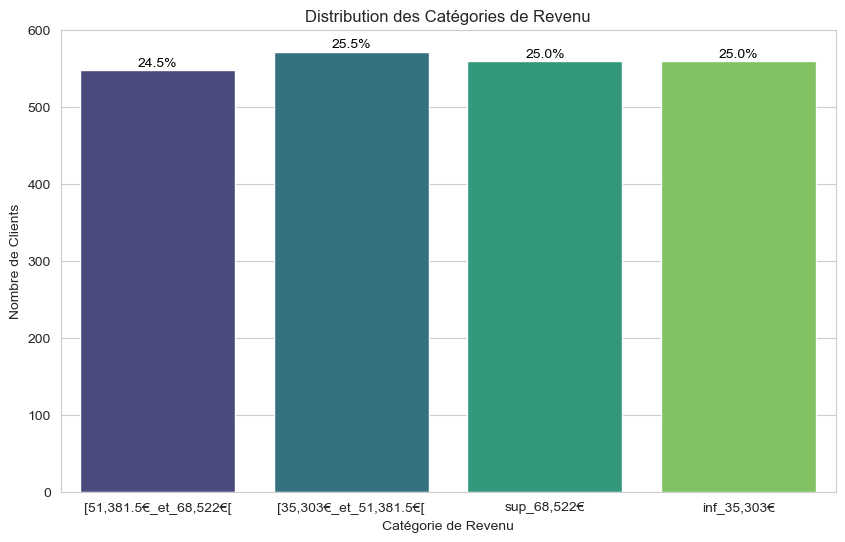 Distribution des Catégories de Revenu
600
500
400
300
200
100
0
Nombre de Clients
24.5%
25.5%
25.0%
25.0%
[51,381.5€_et_68,522€[
[35,303€_et_51,381.5€[
sup_68,522€
inf_35,303€
Catégorie de Revenu